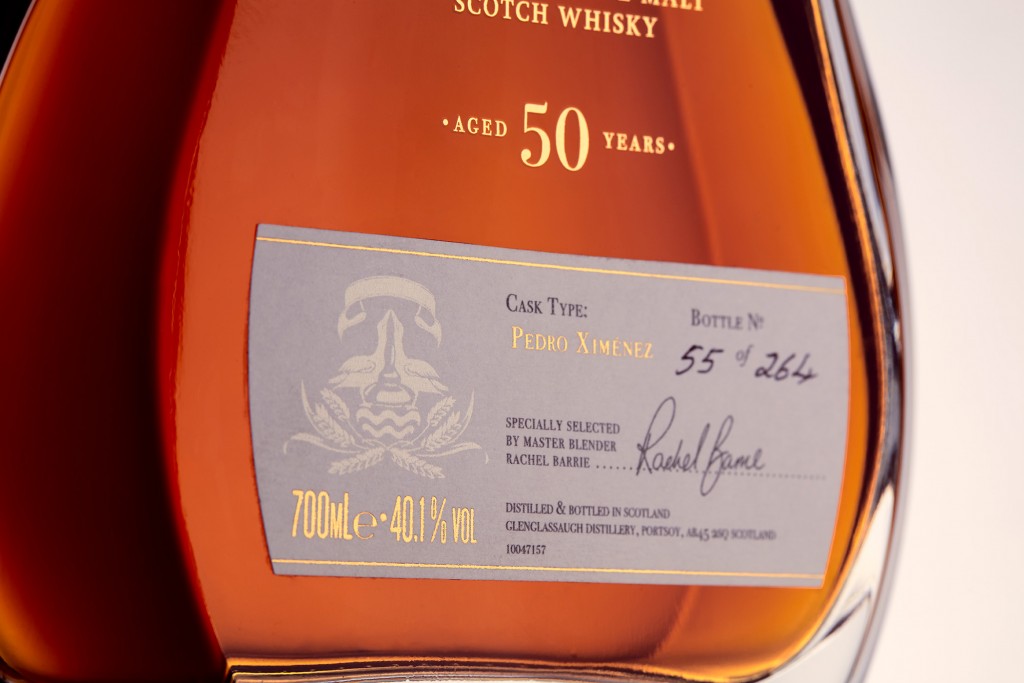 MALT
SCOTCH WHISKY
·AGED 50 YEARS·
CASK TYPE:
PEDRO XIMÉNEZ
BOTTLE Nº
55 of 264
SPECIALLY SELECTED
BY MASTER BLENDER
RACHEL BARRIE ...... Rachel Barrie
700mL e · 40.1% VOL
DISTILLED & BOTTLED IN SCOTLAND
GLENGLASSAUGH DISTILLERY, PORTSOY, AB45 2SQ SCOTLAND
10047157